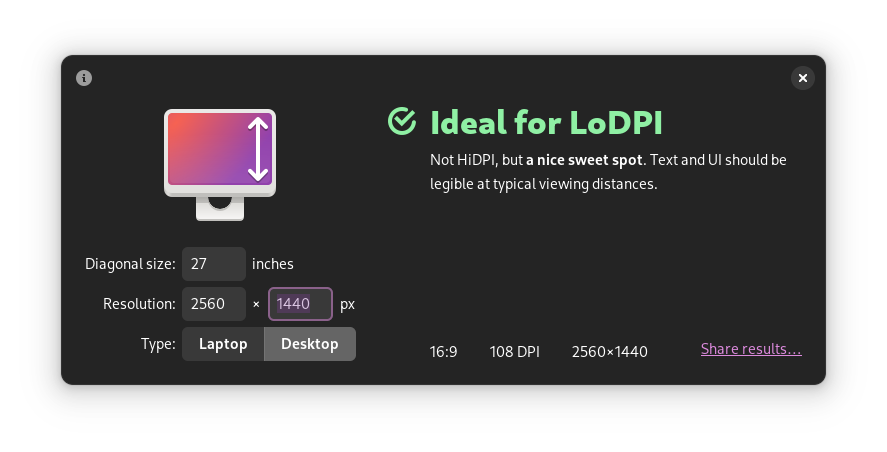 Ideal for LoDPI
Not HiDPI, but a nice sweet spot. Text and UI should be
legible at typical viewing distances.
Diagonal size: 27 inches
Resolution: 2560 × 1440 px
Type: Laptop Desktop
16:9 108 DPI 2560×1440 Share results...